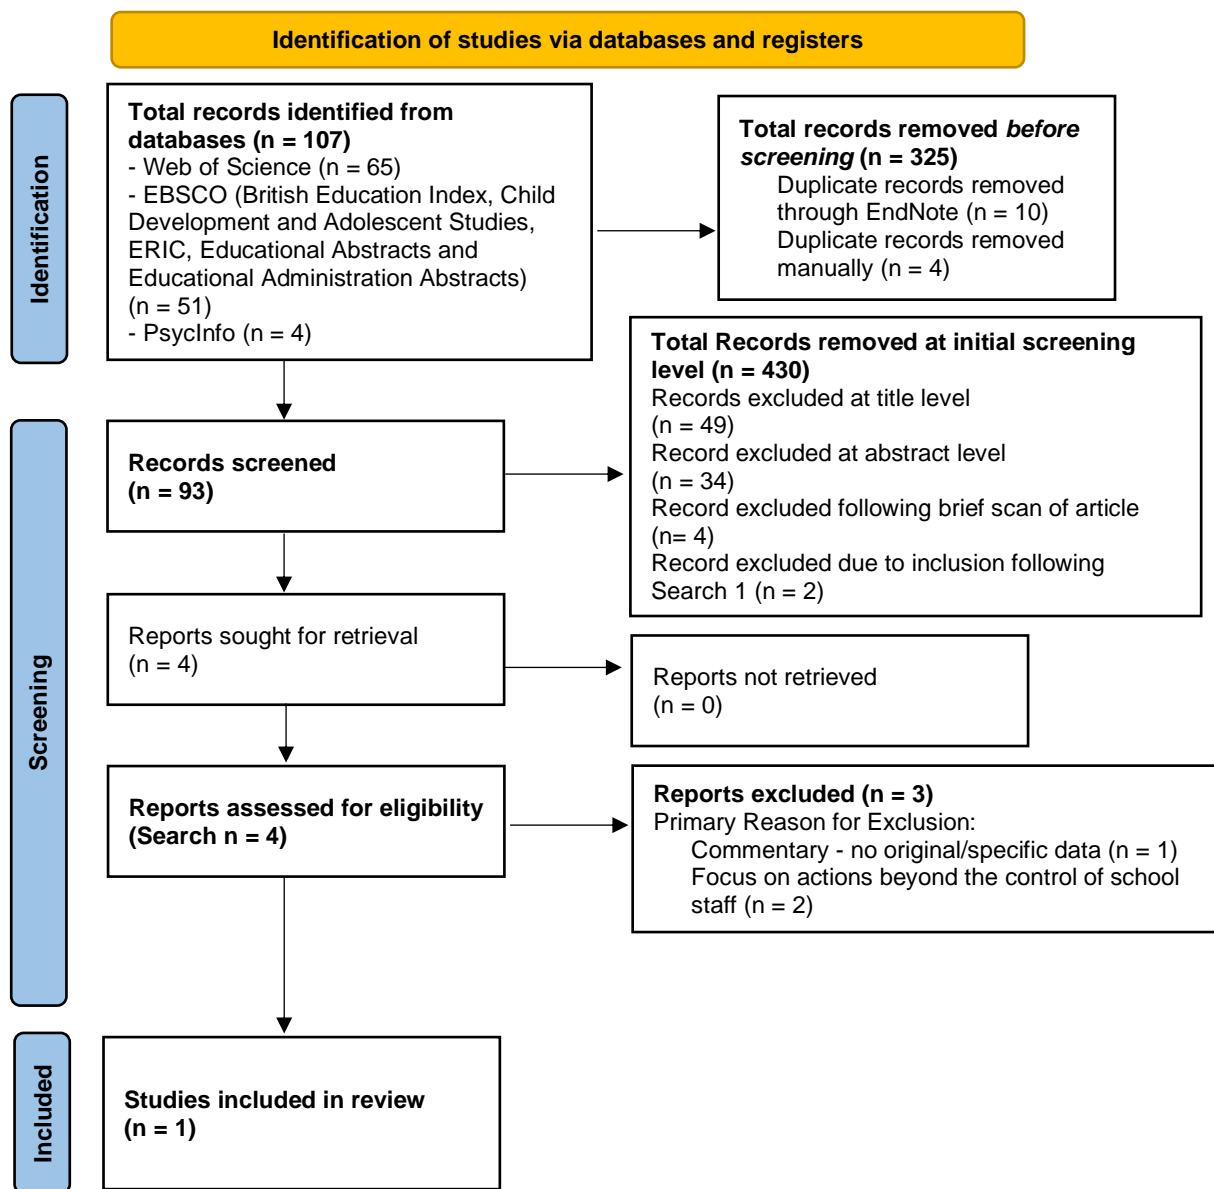 Identification of studies via databases and registers
Identification
Total records identified from
databases (n = 107)
- Web of Science (n = 65)
- EBSCO (British Education Index, Child
Development and Adolescent Studies,
ERIC, Educational Abstracts and
Educational Administration Abstracts)
(n = 51)
- PsycInfo (n = 4)
Total records removed before
screening (n = 325)
Duplicate records removed
through EndNote (n = 10)
Duplicate records removed
manually (n = 4)
Screening
Records screened
(n = 93)
Total Records removed at initial screening
level (n = 430)
Records excluded at title level
(n = 49)
Record excluded at abstract level
(n = 34)
Record excluded following brief scan of article
(n= 4)
Record excluded due to inclusion following
Search 1 (n = 2)
Reports sought for retrieval
(n = 4)
Reports not retrieved
(n = 0)
Reports assessed for eligibility
(Search n = 4)
Reports excluded (n = 3)
Primary Reason for Exclusion:
Commentary - no original/specific data (n = 1)
Focus on actions beyond the control of school
staff (n = 2)
Included
Studies included in review
(n = 1)